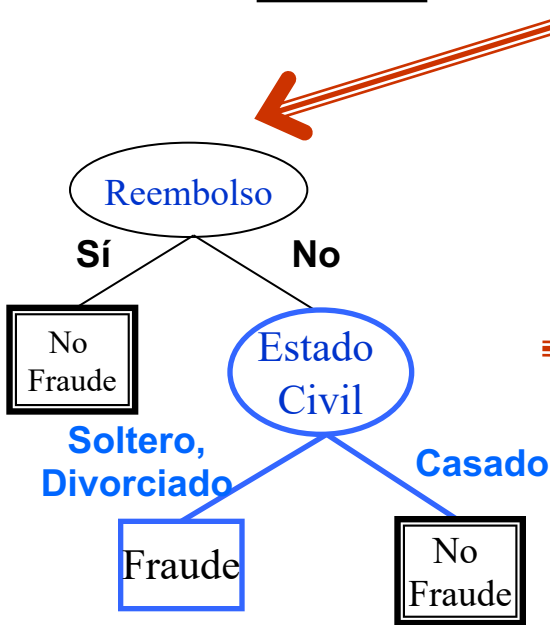 Reembolso
Sí
No
No
Fraude
Estado
Civil
Soltero,
Divorciado
Casado
Fraude
No
Fraude